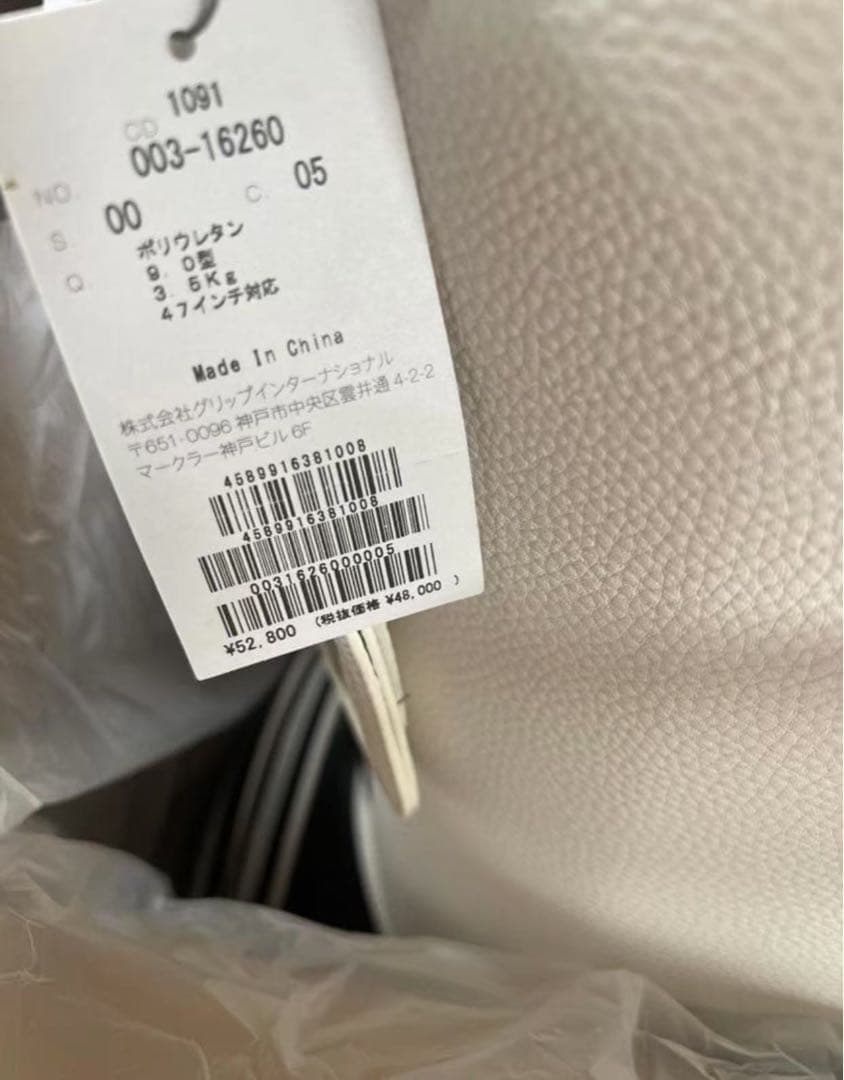 1091
CD
003-16260
NO.
00
C. 05
S.
ポリウレタン
Q.
9.0型
3.5Kg
47インチ対応
Made In China
株式会社グリップインターナショナル
〒651-0096 神戸市中央区雲井通 4-2-2
マークラー神戸ビル 6F
4589916381008
4589916381008
0031626000005
¥52,800 (税抜価格 ¥48,000 )